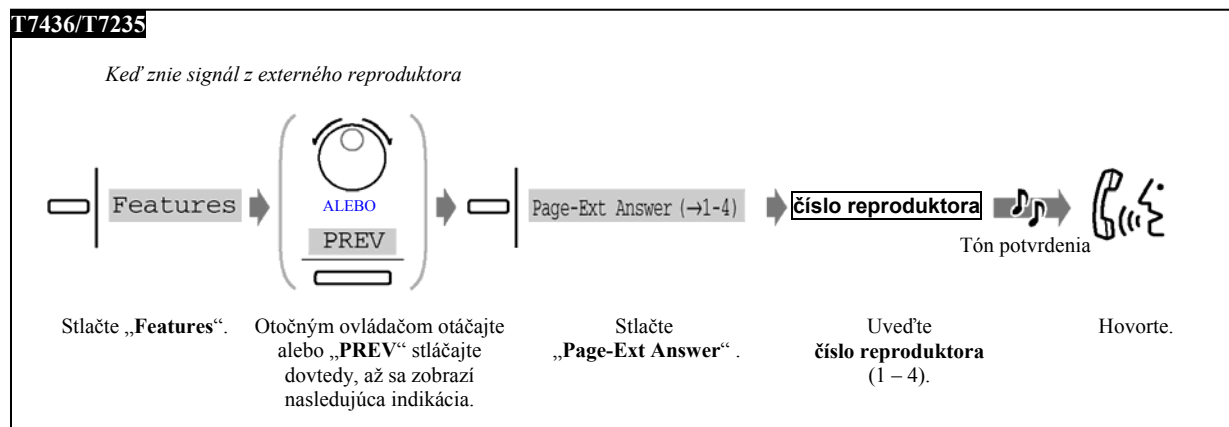 T7436/T7235
Keď znie signál z externého reproduktora
Features
ALEBO
PREV
Page-Ext Answer (→1-4)
číslo reproduktora
Tón potvrdenia
Stlačte „Features“.
Otočným ovládačom otáčajte
alebo „PREV“ stláčajte
dovtedy, až sa zobrazí
nasledujúca indikácia.
Stlačte
„Page-Ext Answer“ .
Uveďte
číslo reproduktora
(1 – 4).
Hovorte.